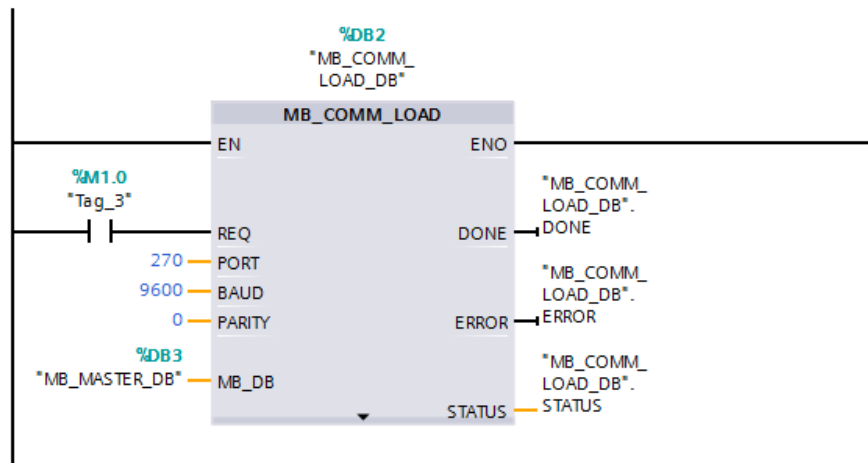 %DB2
"MB_COMM_
LOAD_DB"
MB_COMM_LOAD
EN
ENO
%M1.0
"Tag_3"
REQ
"MB_COMM_
LOAD_DB".
DONE
DONE
270
PORT
9600
BAUD
0
PARITY
"MB_COMM_
LOAD_DB".
ERROR
ERROR
%DB3
"MB_MASTER_DB"
MB_DB
"MB_COMM_
LOAD_DB".
STATUS
STATUS